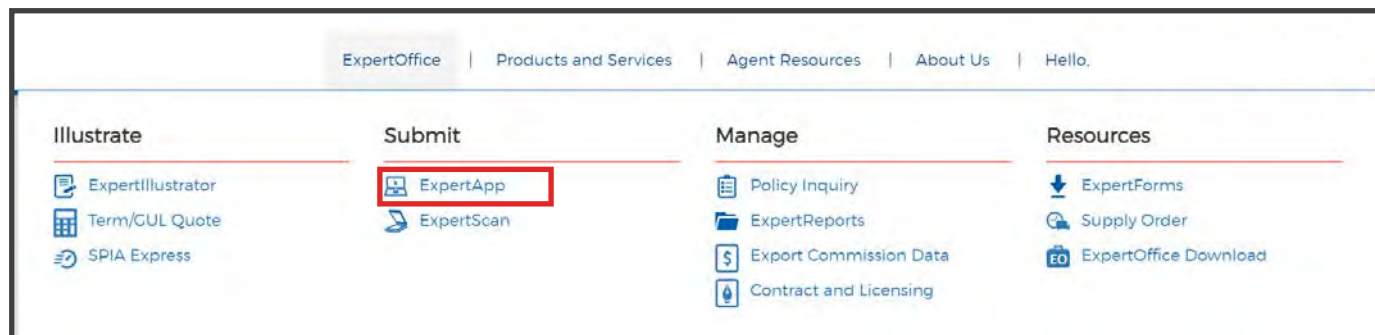 ExpertOffice | Products and Services | Agent Resources | About Us | Hello,
Illustrate
ExpertIllustrator
Term/GUL Quote
SPIA Express
Submit
ExpertApp
ExpertScan
Manage
Policy Inquiry
ExpertReports
$ Export Commission Data
Contract and Licensing
Resources
ExpertForms
Supply Order
EO ExpertOffice Download